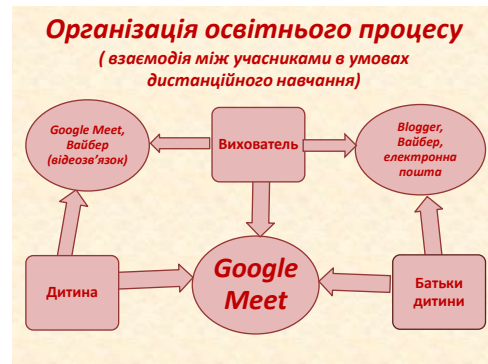 Організація освітнього процесу
( взаємодія між учасниками в умовах
дистанційного навчання)
Google Meet,
Вайбер
(відеозв'язок)
Вихователь
Blogger,
Вайбер,
електронна
пошта
Дитина
Google
Meet
Батьки
дитини